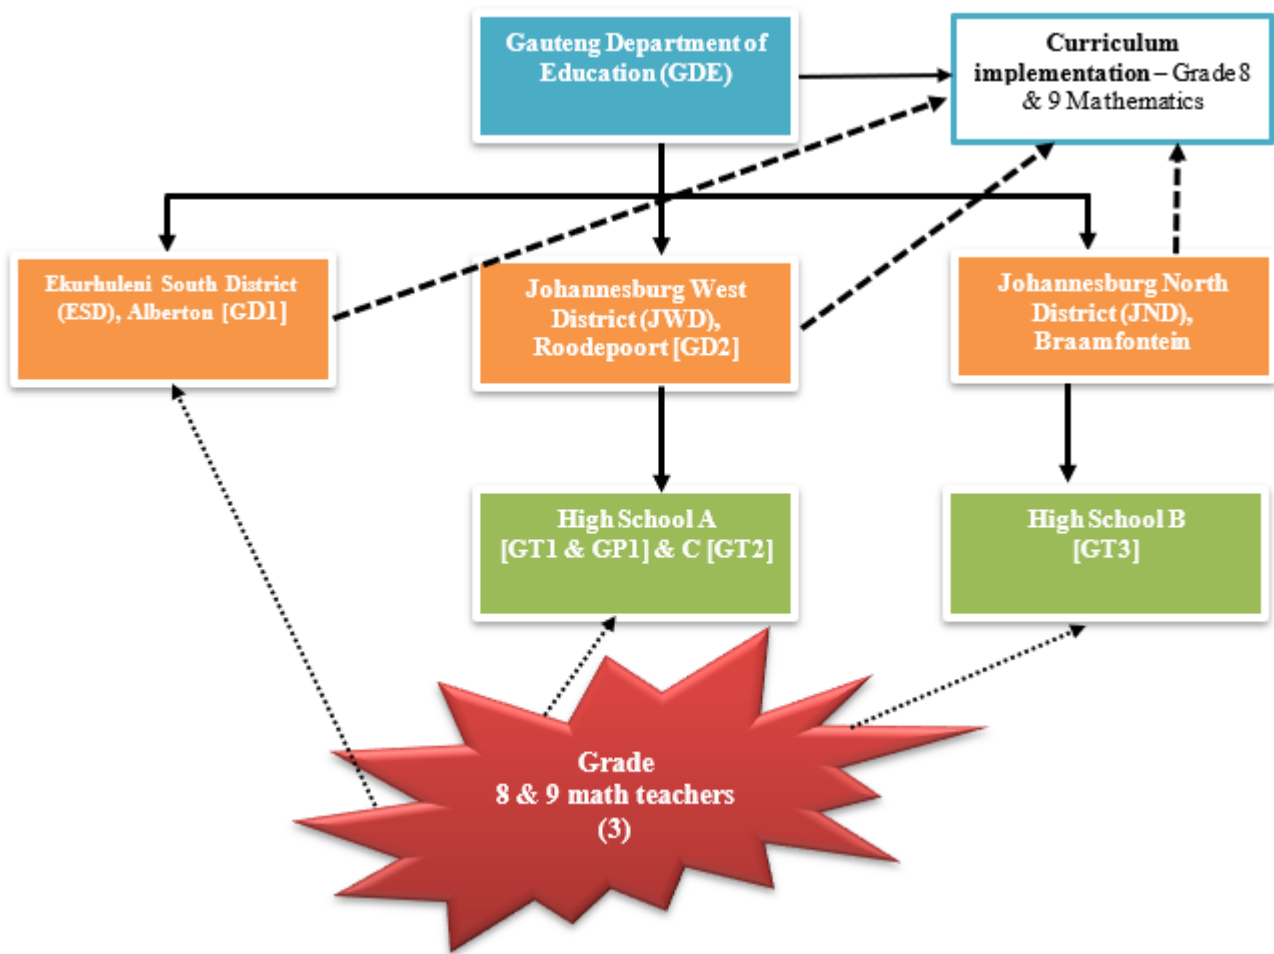 Gauteng Department of
Education (GDE)
Curriculum
implementation – Grade 8
& 9 Mathematics
Ekurhuleni South District
(ESD), Alberton [GD1]
Johannesburg West
District (JWD),
Roodepoort [GD2]
Johannesburg North
District (JND),
Braamfontein
High School A
[GT1 & GP1] & C [GT2]
High School B
[GT3]
Grade
8 & 9 math teachers
(3)